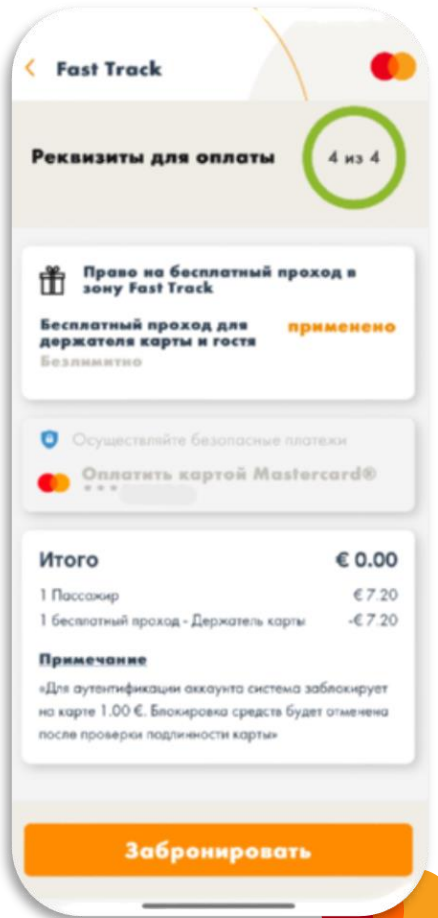 Fast Track
Реквизиты для оплаты
4 из 4
Право на бесплатный проход в
зону Fast Track
Бесплатный проход для
держателя карты и гостя
применено
Безлимитно
Осуществляйте безопасные платежи
Оплатить картой Mastercard®
***
Итого € 0.00
1 Пассажир € 7.20
1 бесплатный проход - Держатель карты -€ 7.20
Примечание
«Для аутентификации аккаунта система заблокирует
на карте 1.00 €. Блокировка средств будет отменена
после проверки подлинности карты»
Забронировать